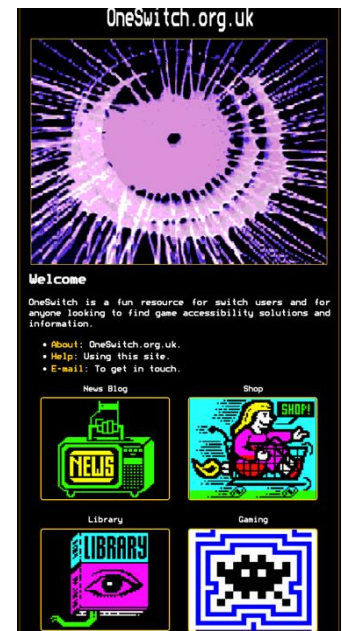 OneSwitch.org.uk
Welcome
OneSwitch is a fun resource for switch users and for
anyone looking to find game accessibility solutions and
information.
• About: OneSwitch.org.uk.
• Help: Using this site.
• E-mail: To get in touch.
News Blog
Shop
NEWS
SHOP!
Library
Gaming
LIBRARY